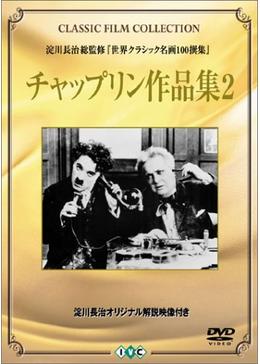 CLASSIC FILM COLLECTION
淀川長治総監修『世界クラシック名画100撰集』
チャップリン作品集2
淀川長治オリジナル解説映像付き
IVC
DVD
VIDEO